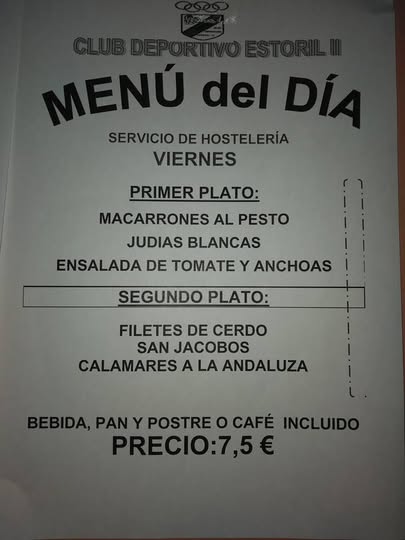 CLUB DEPORTIVO ESTORIL II
MENÚ del DÍA
SERVICIO DE HOSTELERÍA
VIERNES
PRIMER PLATO:
MACARRONES AL PESTO
JUDIAS BLANCAS
ENSALADA DE TOMATE Y ANCHOAS
SEGUNDO PLATO:
FILETES DE CERDO
SAN JACOBOS
CALAMARES A LA ANDALUZA
BEBIDA, PAN Y POSTRE O CAFÉ INCLUIDO
PRECIO:7,5 €